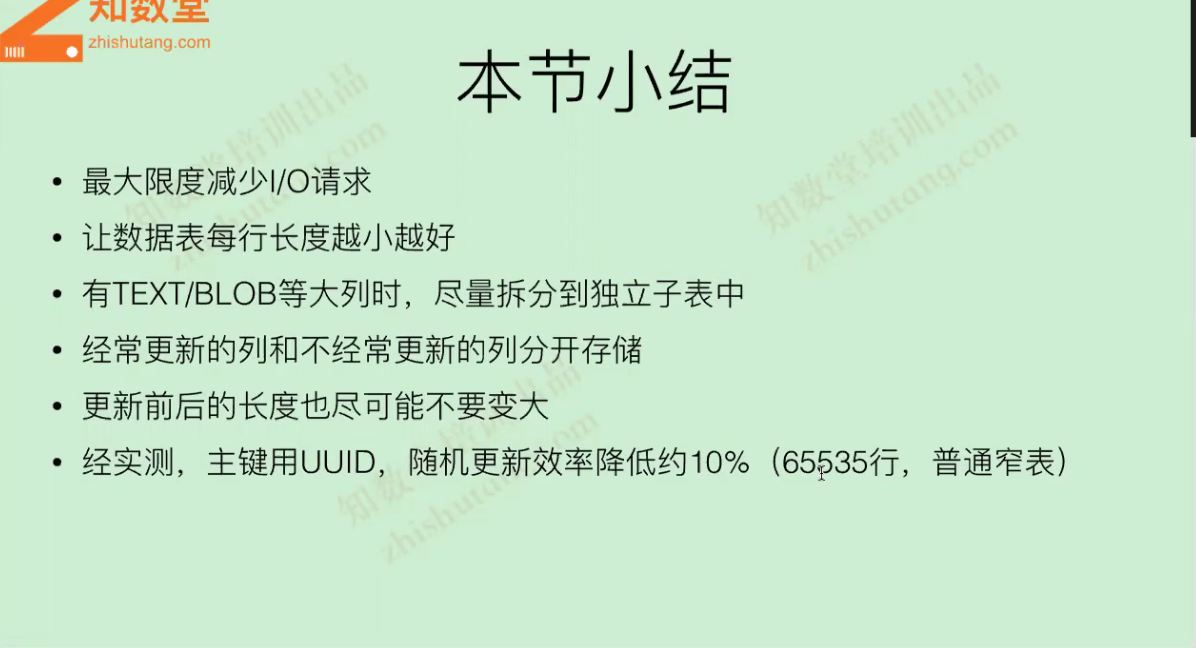 知数堂
zhishutang.com
本节小结
• 最大限度减少I/O请求
• 让数据表每行长度越小越好
• 有TEXT/BLOB等大列时，尽量拆分到独立子表中
• 经常更新的列和不经常更新的列分开存储
• 更新前后的长度也尽可能不要变大
• 经实测，主键用UUID，随机更新效率降低约10%（65535行，普通窄表）
知数堂培训出品
zhishutang.com
知数堂培训出品
zhishutang.com
知数堂培训出品
zhishutang.com